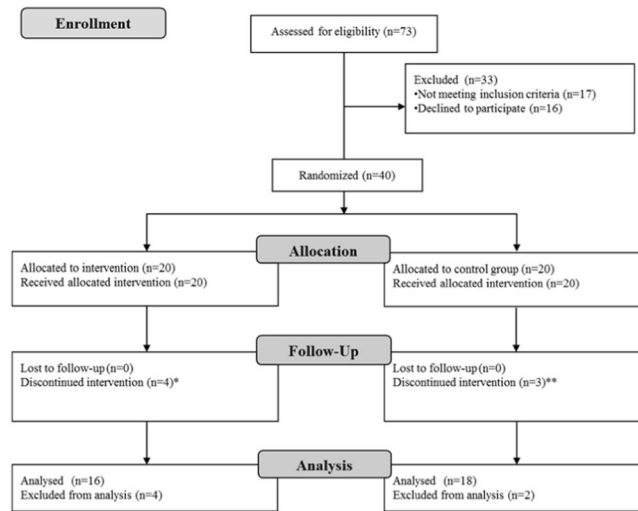 Enrollment
Assessed for eligibility (n=73)
Excluded (n=33)
•Not meeting inclusion criteria (n=17)
•Declined to participate (n=16)
Randomized (n=40)
Allocation
Allocated to intervention (n=20)
Received allocated intervention (n=20)
Allocated to control group (n=20)
Received allocated intervention (n=20)
Follow-Up
Lost to follow-up (n=0)
Discontinued intervention (n=4)*
Lost to follow-up (n=0)
Discontinued intervention (n=3)**
Analysis
Analysed (n=16)
Excluded from analysis (n=4)
Analysed (n=18)
Excluded from analysis (n=2)